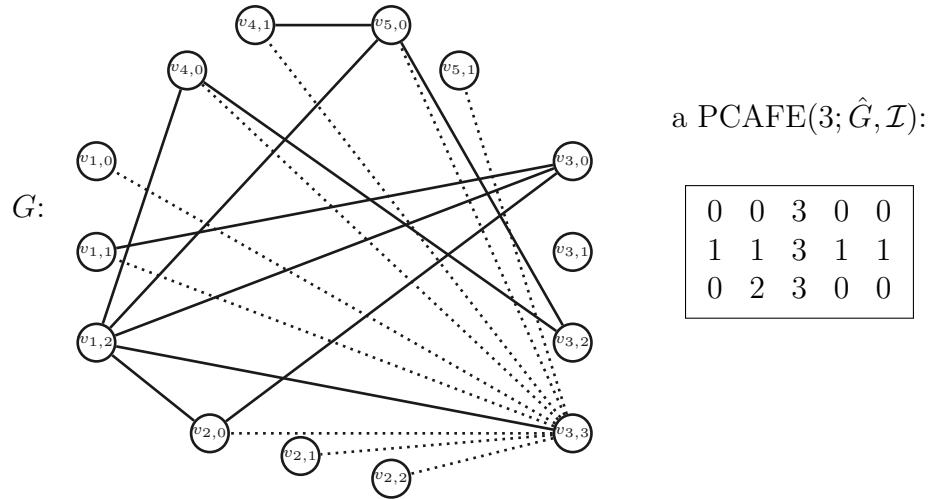 v4,1 v5,0
v4,0 v5,1
a PCAFE(3; Ĝ, ℐ):
v1,0 v3,0
G:
v1,1 v3,1
v1,2 v3,2
v2,0 v3,3
v2,1
v2,2
0 0 3 0 0
1 1 3 1 1
0 2 3 0 0